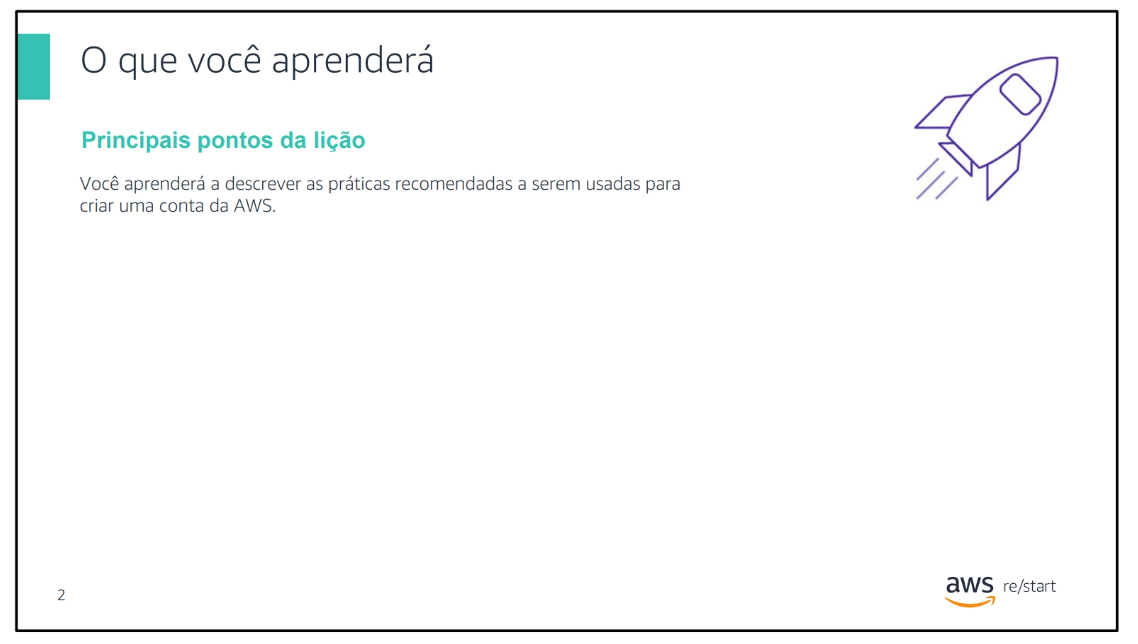 O que você aprenderá
Principais pontos da lição
Você aprenderá a descrever as práticas recomendadas a serem usadas para
criar uma conta da AWS.
2
aws re/start